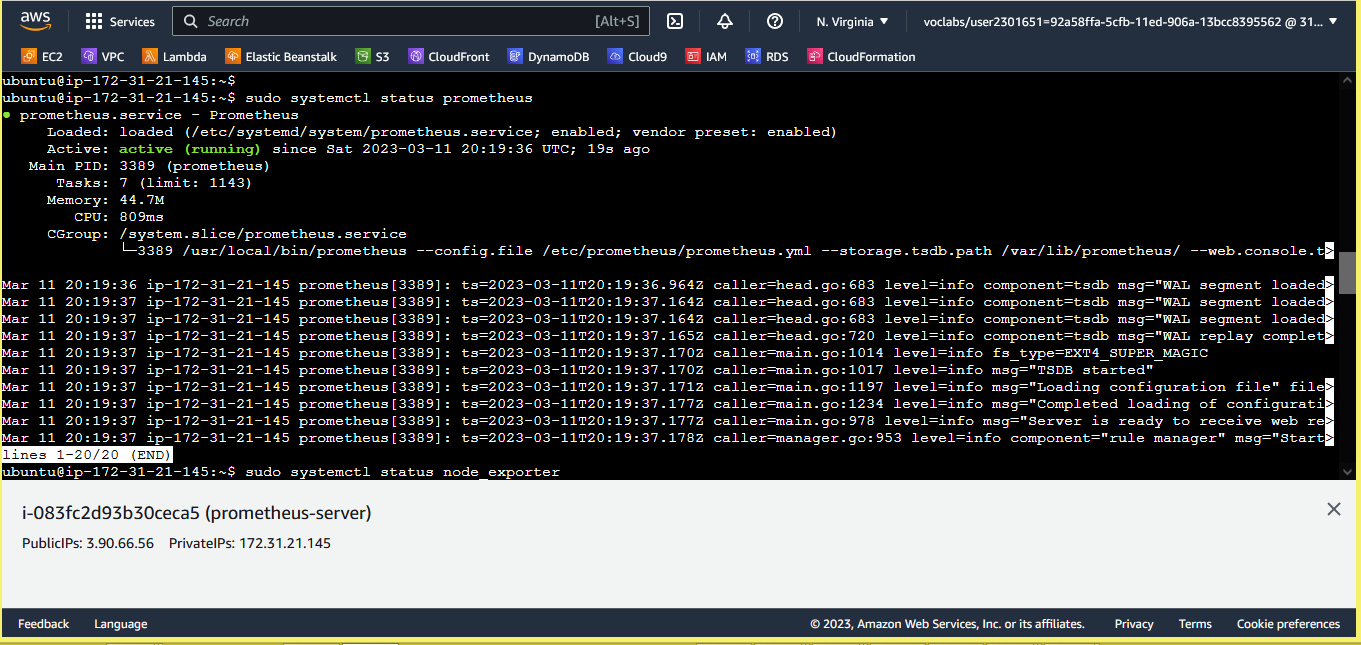 aws
Services
Search [Alt+S]
N. Virginia
voclabs/user2301651=92a58ffa-5cfb-11ed-906a-13bcc8395562 @ 31...
EC2 VPC Lambda Elastic Beanstalk S3 CloudFront DynamoDB Cloud9 IAM RDS CloudFormation
ubuntu@ip-172-31-21-145:~$
ubuntu@ip-172-31-21-145:~$ sudo systemctl status prometheus
● prometheus.service - Prometheus
Loaded: loaded (/etc/systemd/system/prometheus.service; enabled; vendor preset: enabled)
Active: active (running) since Sat 2023-03-11 20:19:36 UTC; 19s ago
Main PID: 3389 (prometheus)
Tasks: 7 (limit: 1143)
Memory: 44.7M
CPU: 809ms
CGroup: /system.slice/prometheus.service
└─3389 /usr/local/bin/prometheus --config.file /etc/prometheus/prometheus.yml --storage.tsdb.path /var/lib/prometheus/ --web.console.t>
Mar 11 20:19:36 ip-172-31-21-145 prometheus[3389]: ts=2023-03-11T20:19:36.964Z caller=head.go:683 level=info component=tsdb msg="WAL segment loaded>
Mar 11 20:19:37 ip-172-31-21-145 prometheus[3389]: ts=2023-03-11T20:19:37.164Z caller=head.go:683 level=info component=tsdb msg="WAL segment loaded>
Mar 11 20:19:37 ip-172-31-21-145 prometheus[3389]: ts=2023-03-11T20:19:37.164Z caller=head.go:683 level=info component=tsdb msg="WAL segment loaded>
Mar 11 20:19:37 ip-172-31-21-145 prometheus[3389]: ts=2023-03-11T20:19:37.165Z caller=head.go:720 level=info component=tsdb msg="WAL replay complet>
Mar 11 20:19:37 ip-172-31-21-145 prometheus[3389]: ts=2023-03-11T20:19:37.170Z caller=main.go:1014 level=info fs_type=EXT4_SUPER_MAGIC
Mar 11 20:19:37 ip-172-31-21-145 prometheus[3389]: ts=2023-03-11T20:19:37.170Z caller=main.go:1017 level=info msg="TSDB started"
Mar 11 20:19:37 ip-172-31-21-145 prometheus[3389]: ts=2023-03-11T20:19:37.171Z caller=main.go:1197 level=info msg="Loading configuration file" file>
Mar 11 20:19:37 ip-172-31-21-145 prometheus[3389]: ts=2023-03-11T20:19:37.177Z caller=main.go:1234 level=info msg="Completed loading of configurati>
Mar 11 20:19:37 ip-172-31-21-145 prometheus[3389]: ts=2023-03-11T20:19:37.177Z caller=main.go:978 level=info msg="Server is ready to receive web re>
Mar 11 20:19:37 ip-172-31-21-145 prometheus[3389]: ts=2023-03-11T20:19:37.178Z caller=manager.go:953 level=info component="rule manager" msg="Start>
lines 1-20/20 (END)
ubuntu@ip-172-31-21-145:~$ sudo systemctl status node_exporter
i-083fc2d93b30ceca5 (prometheus-server)
PublicIPs: 3.90.66.56 PrivateIPs: 172.31.21.145
Feedback Language © 2023, Amazon Web Services, Inc. or its affiliates. Privacy Terms Cookie preferences